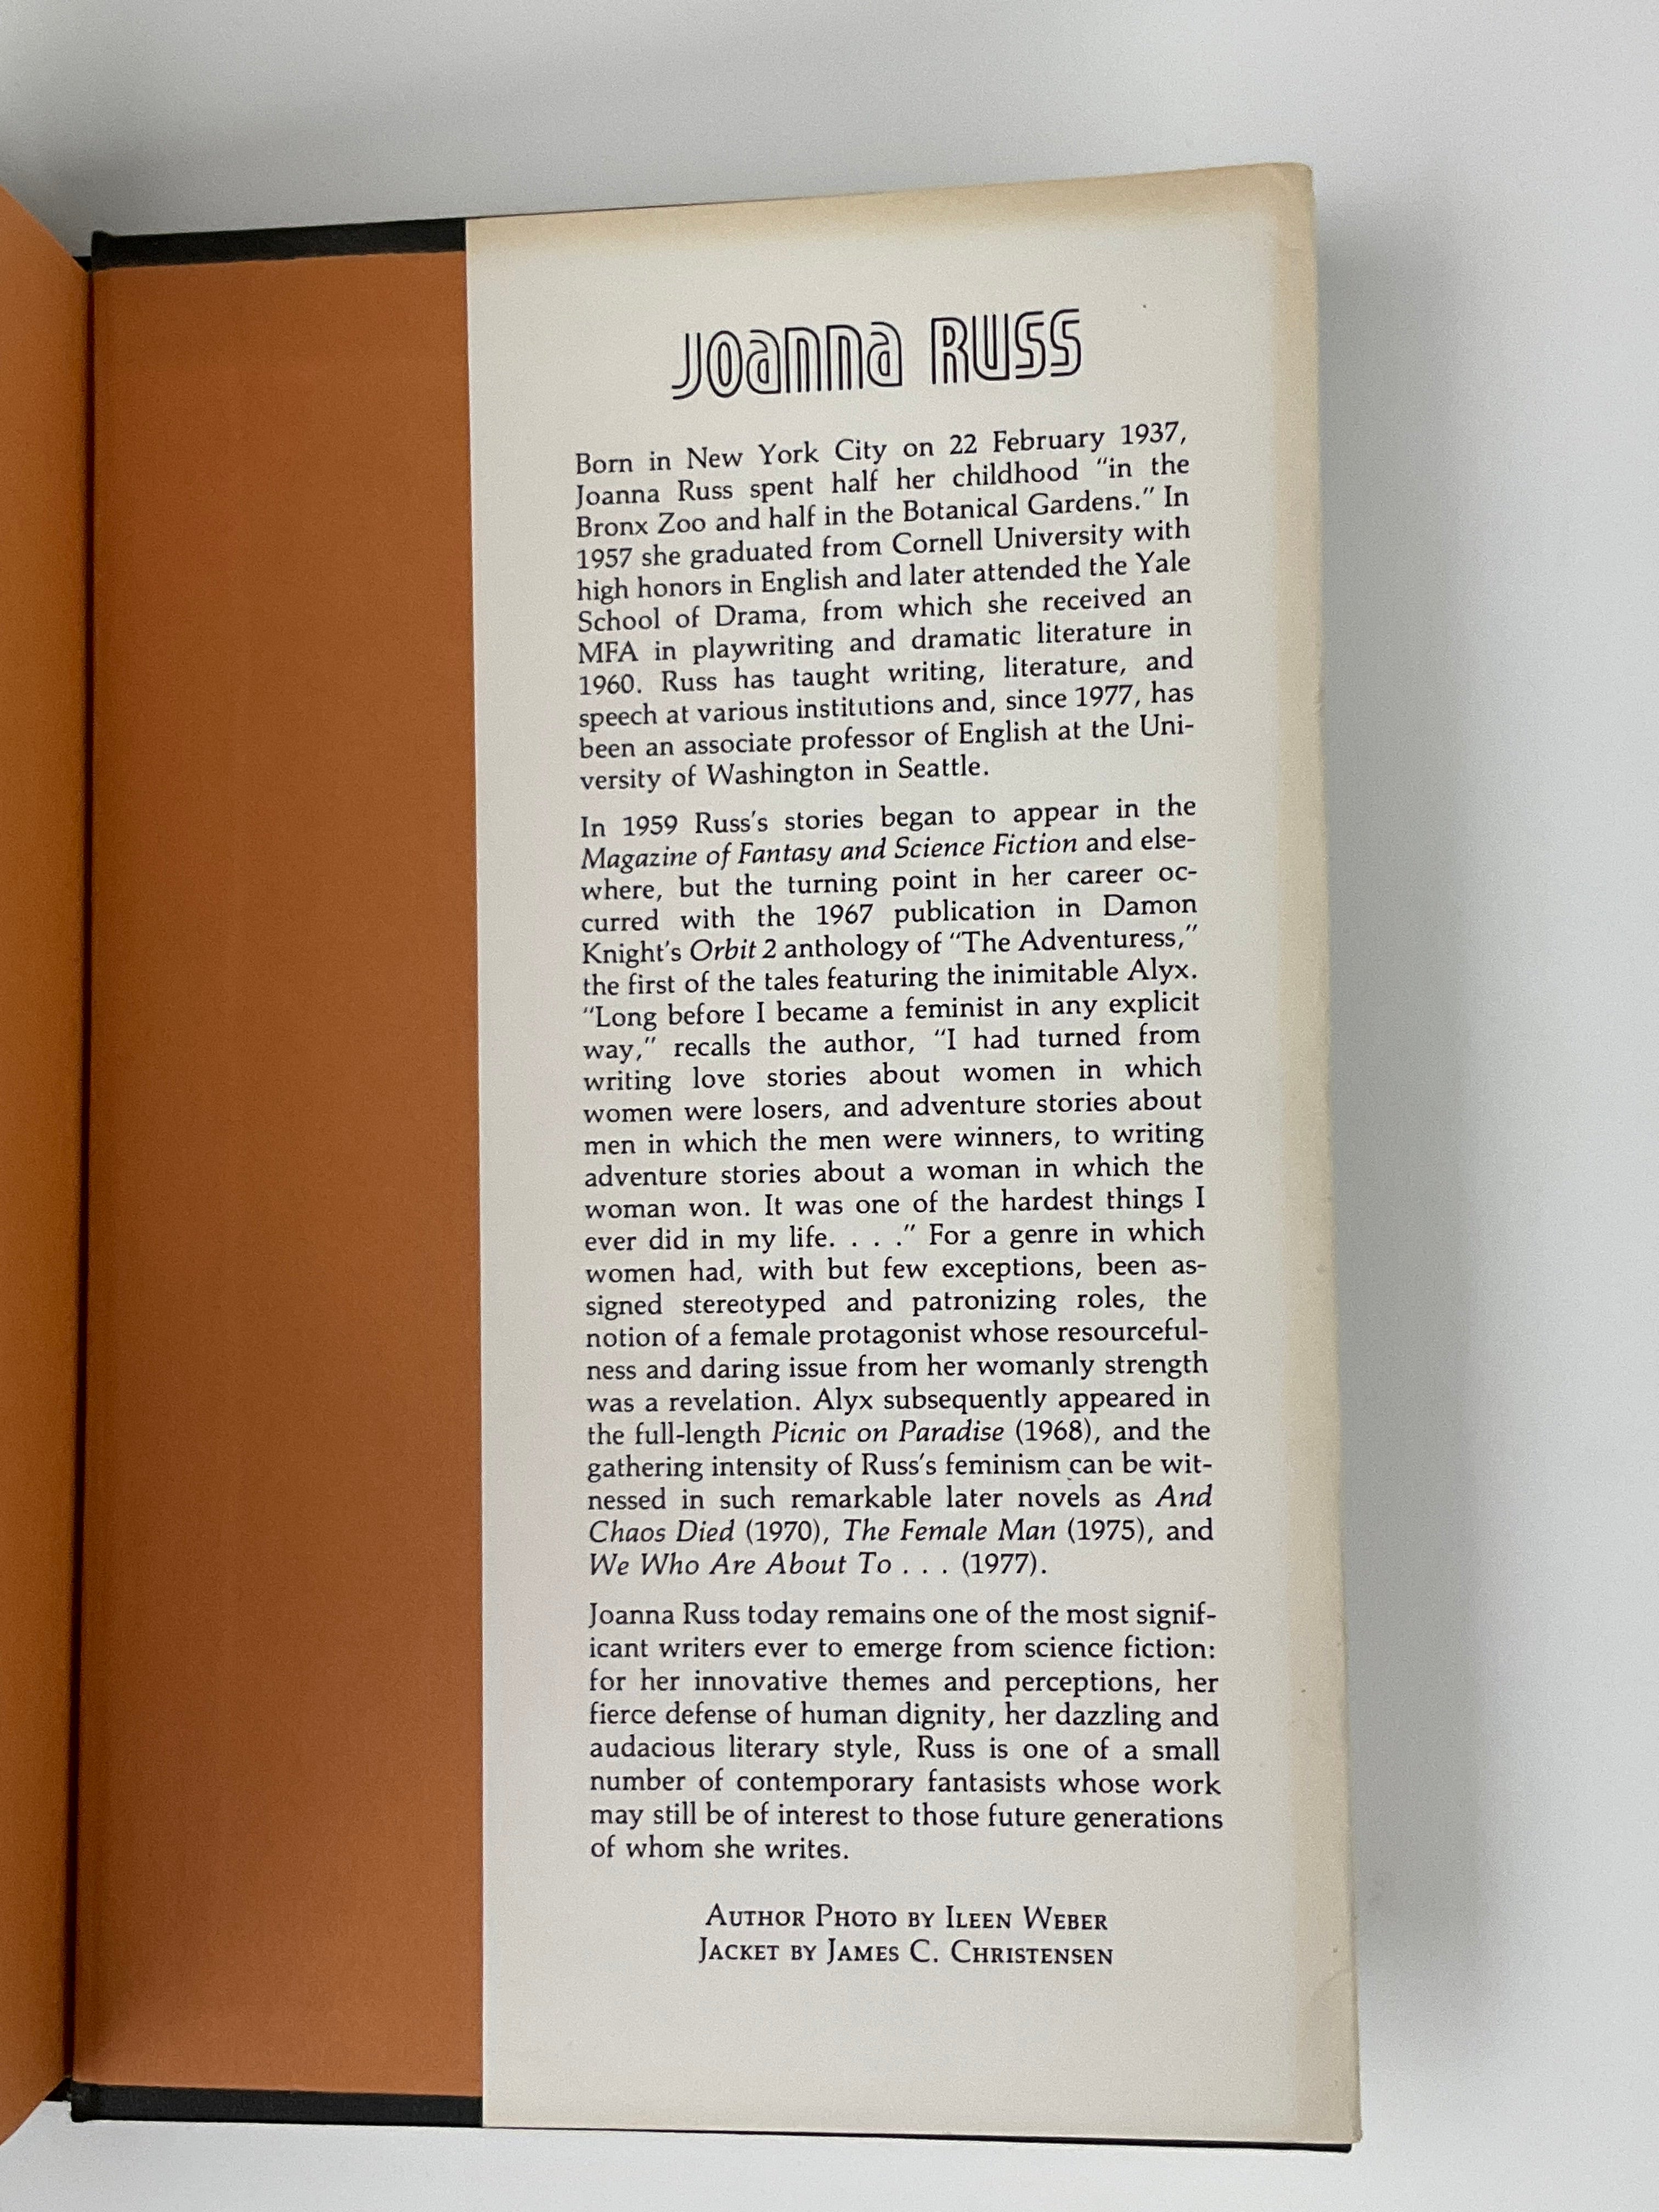 Joanna Russ
Born in New York City on 22 February 1937,
Joanna Russ spent half her childhood “in the
Bronx Zoo and half in the Botanical Gardens.” In
1957 she graduated from Cornell University with
high honors in English and later attended the Yale
School of Drama, from which she received an
MFA in playwriting and dramatic literature in
1960. Russ has taught writing, literature, and
speech at various institutions and, since 1977, has
been an associate professor of English at the Uni-
versity of Washington in Seattle.
In 1959 Russ’s stories began to appear in the
Magazine of Fantasy and Science Fiction and else-
where, but the turning point in her career oc-
curred with the 1967 publication in Damon
Knight’s Orbit 2 anthology of “The Adventuress,”
the first of the tales featuring the inimitable Alyx.
“Long before I became a feminist in any explicit
way,” recalls the author, “I had turned from
writing love stories about women in which
women were losers, and adventure stories about
men in which the men were winners, to writing
adventure stories about a woman in which the
woman won. It was one of the hardest things I
ever did in my life. . . .” For a genre in which
women had, with but few exceptions, been as-
signed stereotyped and patronizing roles, the
notion of a female protagonist whose resourceful-
ness and daring issue from her womanly strength
was a revelation. Alyx subsequently appeared in
the full-length Picnic on Paradise (1968), and the
gathering intensity of Russ’s feminism can be wit-
nessed in such remarkable later novels as And
Chaos Died (1970), The Female Man (1975), and
We Who Are About To . . . (1977).
Joanna Russ today remains one of the most signif-
icant writers ever to emerge from science fiction:
for her innovative themes and perceptions, her
fierce defense of human dignity, her dazzling and
audacious literary style, Russ is one of a small
number of contemporary fantasists whose work
may still be of interest to those future generations
of whom she writes.
Author Photo by Ileen Weber
Jacket by James C. Christensen